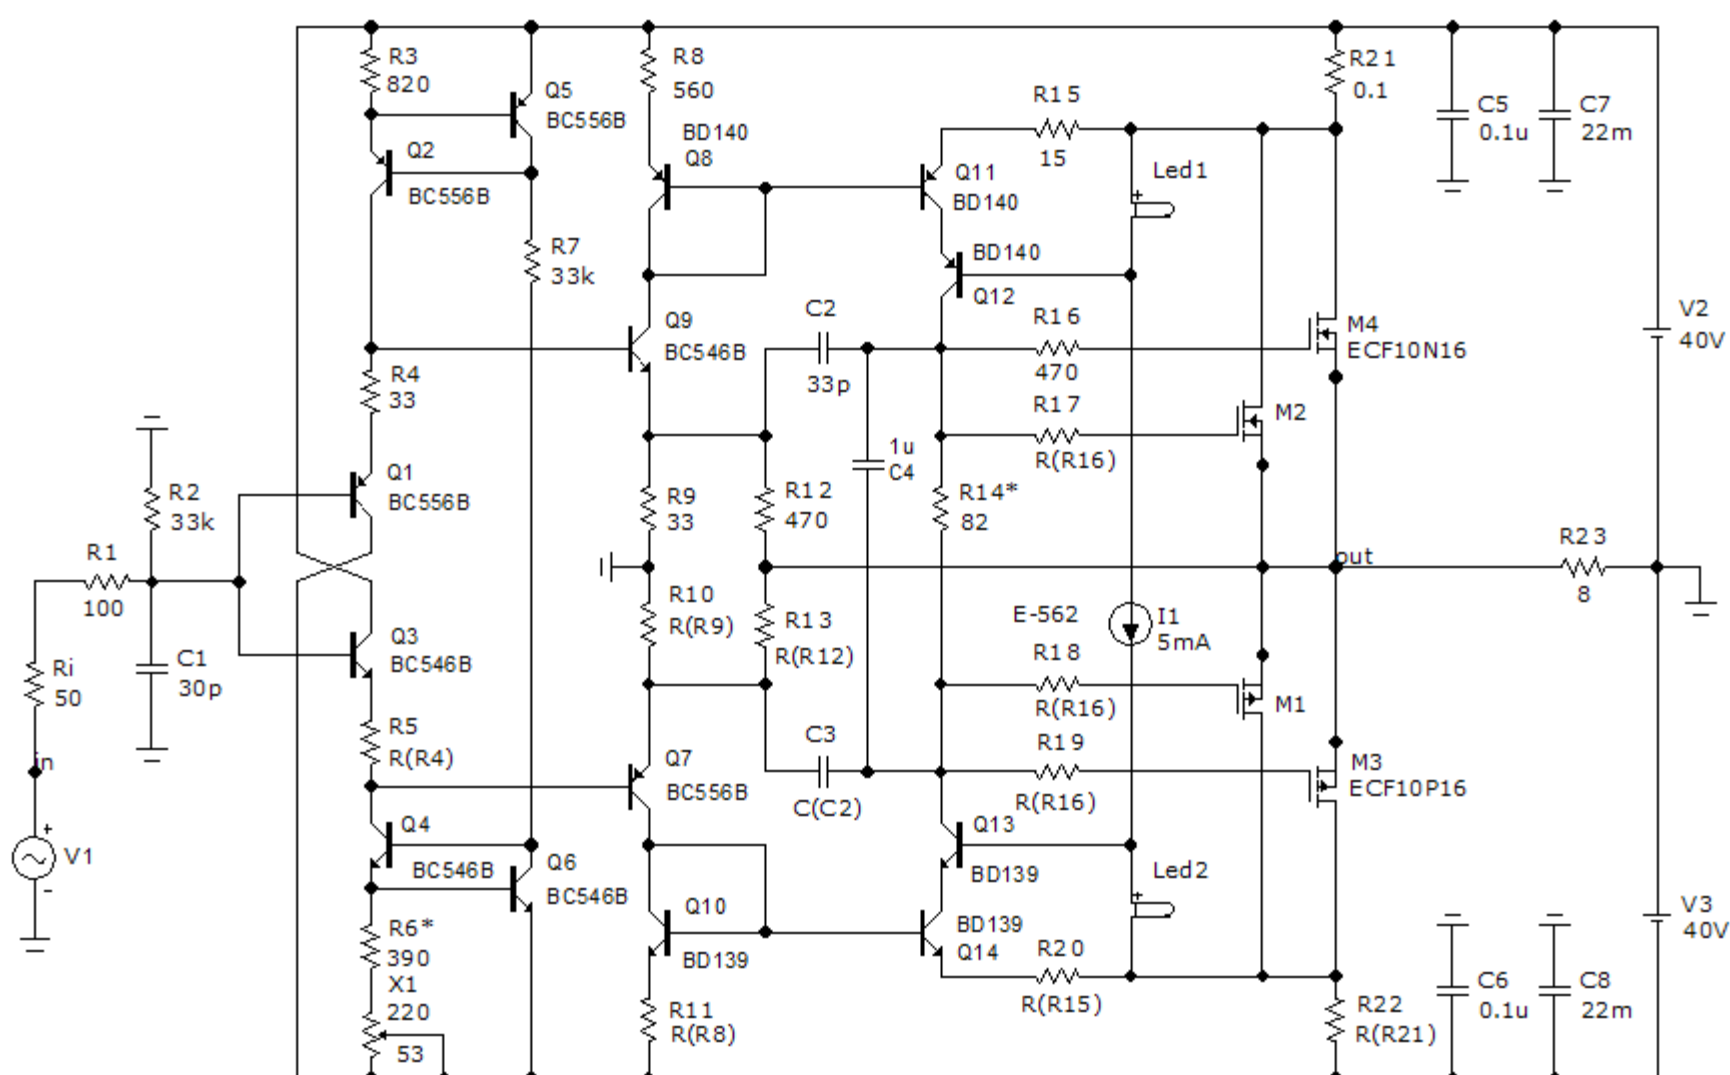 R3
820
Q5
BC556B
Q2
BC556B
R7
33k
R8
560
BD140
Q8
R15
15
Q11
BD140
Led1
BD140
Q12
R21
0.1
C5
0.1u
C7
22m
Q9
BC546B
C2
33p
R16
470
M4
ECF10N16
V2
40V
R4
33
R17
R(R16)
M2
1u
C4
Q1
BC556B
R2
33k
R9
33
R12
470
R14*
82
R1
100
out
R23
8
R10
R(R9)
R13
R(R12)
E-562
I1
5mA
Q3
BC546B
C1
30p
Ri
50
R18
R(R16)
M1
R5
R(R4)
in
Q7
BC556B
C3
C(C2)
R19
R(R16)
M3
ECF10P16
+
V1
-
Q4
BC546B
Q6
BC546B
Q13
BD139
Led2
Q10
BD139
BD139
Q14
R6*
390
X1
220
53
R11
R(R8)
R20
R(R15)
R22
R(R21)
C6
0.1u
C8
22m
V3
40V